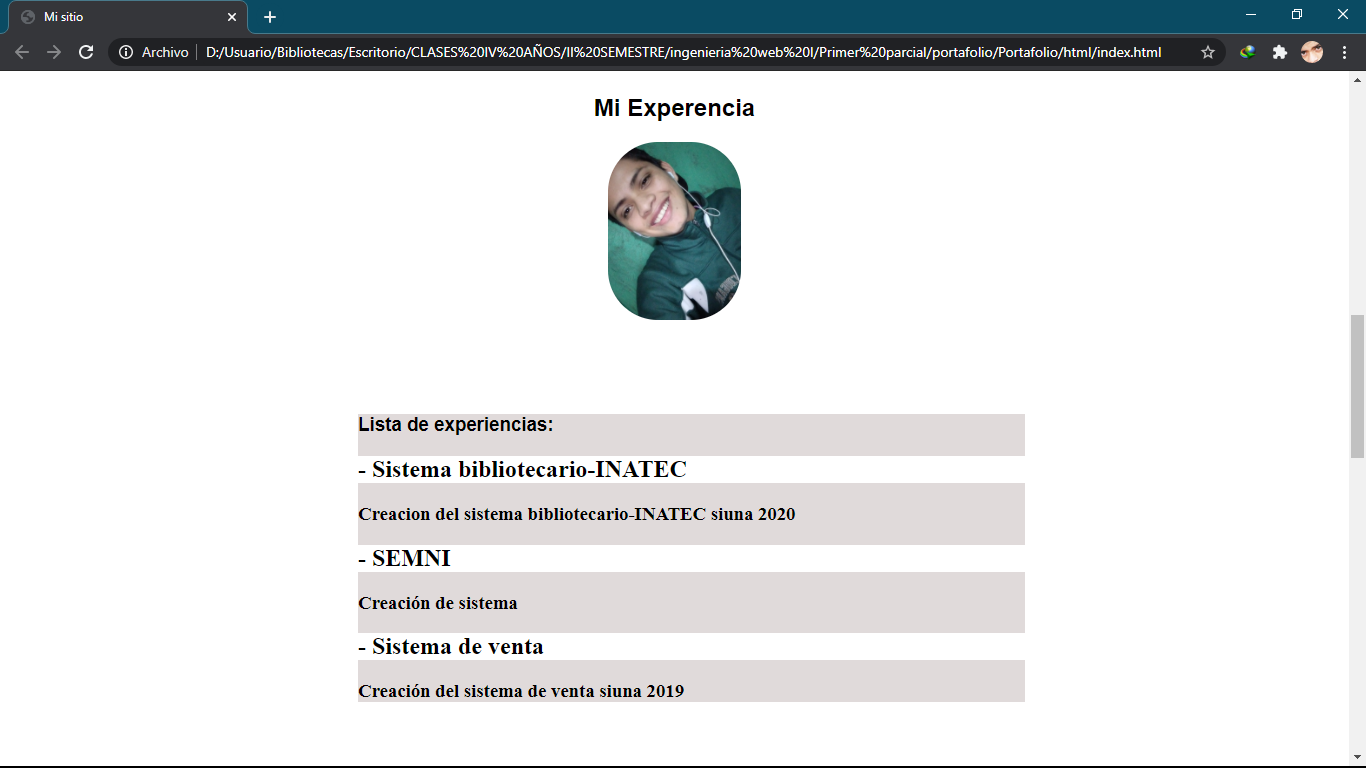 Mi sitio
Archivo D:/Usuario/Bibliotecas/Escritorio/CLASES%20IV%20AÑOS/II%20SEMESTRE/ingenieria%20web%20I/Primer%20parcial/portafolio/Portafolio/html/index.html
Mi Experencia
Lista de experiencias:
- Sistema bibliotecario-INATEC
Creacion del sistema bibliotecario-INATEC siuna 2020
- SEMNI
Creación de sistema
- Sistema de venta
Creación del sistema de venta siuna 2019